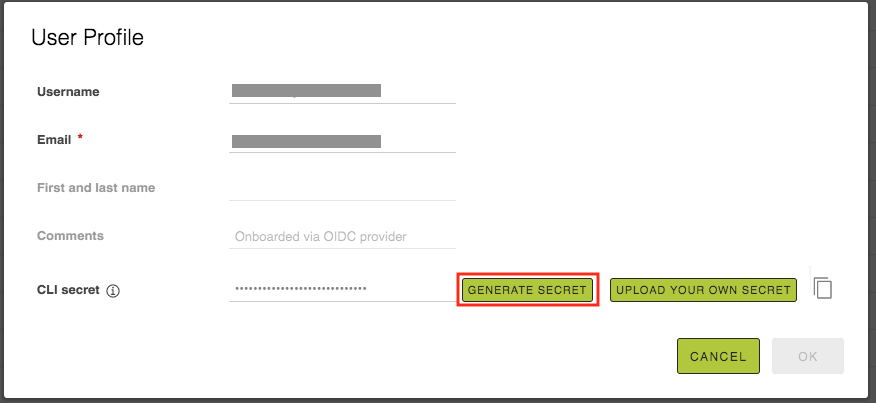 User Profile
Username
Email *
First and last name
Comments Onboarded via OIDC provider
CLI secret ••••••••••••••••••••••••••••• GENERATE SECRET UPLOAD YOUR OWN SECRET
CANCEL OK